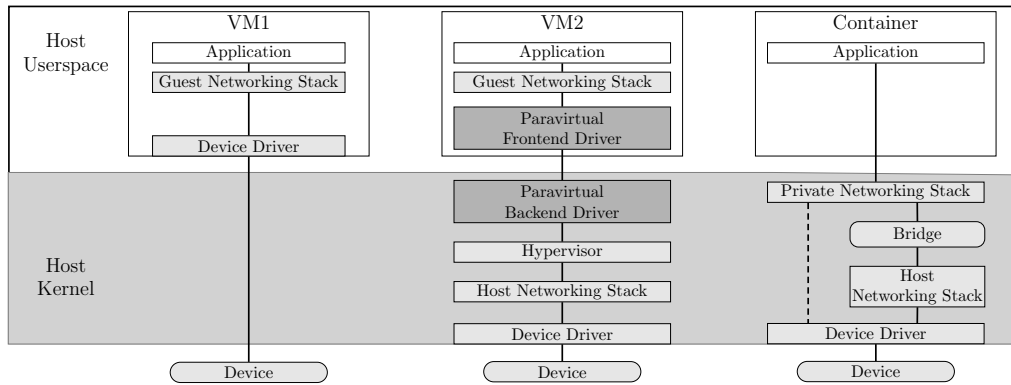 Host
Userspace
VM1
Application
Guest Networking Stack
Device Driver
VM2
Application
Guest Networking Stack
Paravirtual
Frontend Driver
Container
Application
Host
Kernel
Paravirtual
Backend Driver
Hypervisor
Host Networking Stack
Device Driver
Private Networking Stack
Bridge
Host
Networking Stack
Device Driver
Device
Device
Device